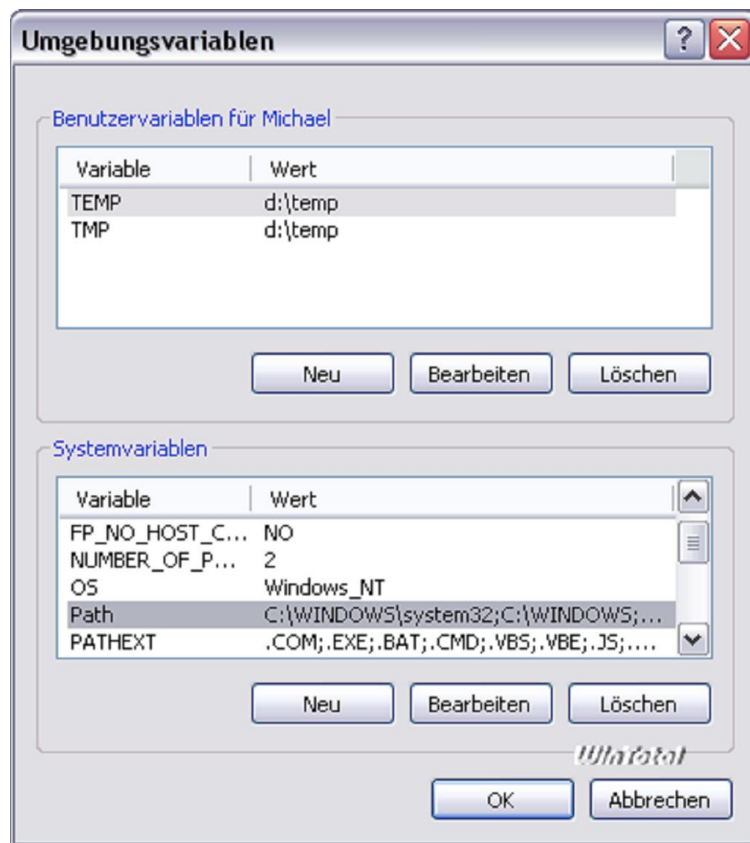 Umgebungsvariablen
Benutzervariablen für Michael
Variable Wert
TEMP d:\temp
TMP d:\temp
Neu Bearbeiten Löschen
Systemvariablen
Variable Wert
FP_NO_HOST_C... NO
NUMBER_OF_P... 2
OS Windows_NT
Path C:\WINDOWS\system32;C:\WINDOWS;...
PATHEXT .COM;.EXE;.BAT;.CMD;.VBS;.VBE;.JS;....
Neu Bearbeiten Löschen
WinTotal
OK Abbrechen